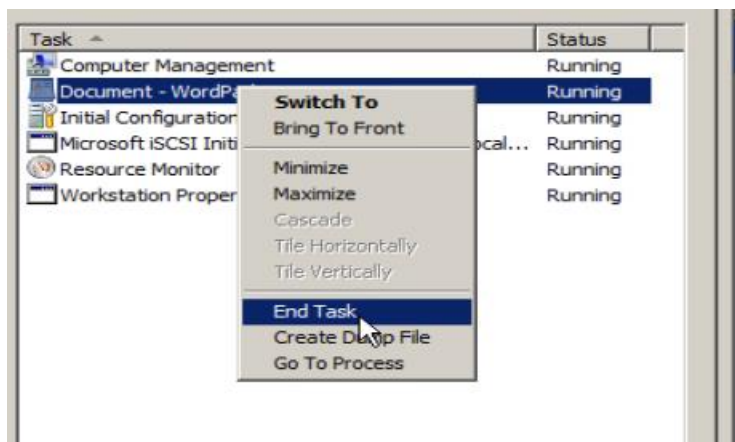 Task Status
Computer Management Running
Document - WordPa Running
Switch To
Initial Configuration Running
Bring To Front
Microsoft iSCSI Initi ocal... Running
Resource Monitor Running
Minimize
Workstation Proper Running
Maximize
Cascade
Tile Horizontally
Tile Vertically
End Task
Create Dump File
Go To Process